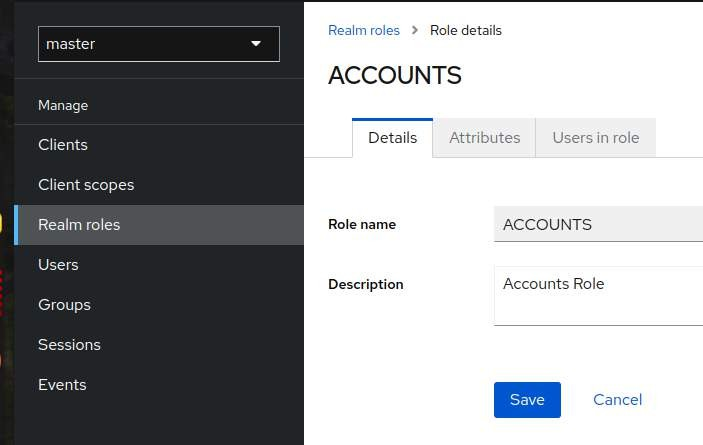 master
Manage
Clients
Client scopes
Realm roles
Users
Groups
Sessions
Events
Realm roles > Role details
ACCOUNTS
Details Attributes Users in role
Role name ACCOUNTS
Description Accounts Role
Save Cancel